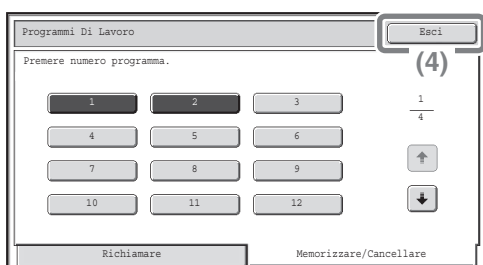 Programmi Di Lavoro Esci
(4)
Premere numero programma.
1 2 3
1
4
4 5 6
7 8 9
10 11 12
Richiamare Memorizzare/Cancellare